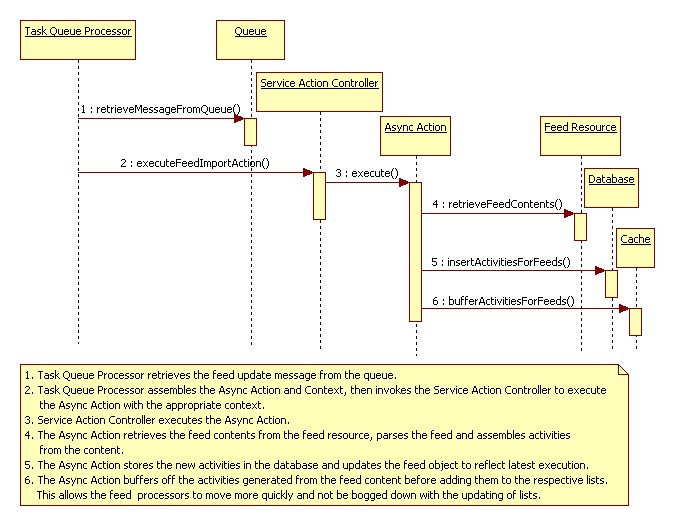 Task Queue Processor
Queue
Service Action Controller
Async Action
Feed Resource
Database
Cache
1 : retrieveMessageFromQueue()
2 : executeFeedImportAction()
3 : execute()
4 : retrieveFeedContents()
5 : insertActivitiesForFeeds()
6 : bufferActivitiesForFeeds()
1. Task Queue Processor retrieves the feed update message from the queue.
2. Task Queue Processor assembles the Async Action and Context, then invokes the Service Action Controller to execute
the Async Action with the appropriate context.
3. Service Action Controller executes the Async Action.
4. The Async Action retrieves the feed contents from the feed resource, parses the feed and assembles activities
from the content.
5. The Async Action stores the new activities in the database and updates the feed object to reflect latest execution.
6. The Async Action buffers off the activities generated from the feed content before adding them to the respective lists.
This allows the feed processors to move more quickly and not be bogged down with the updating of lists.